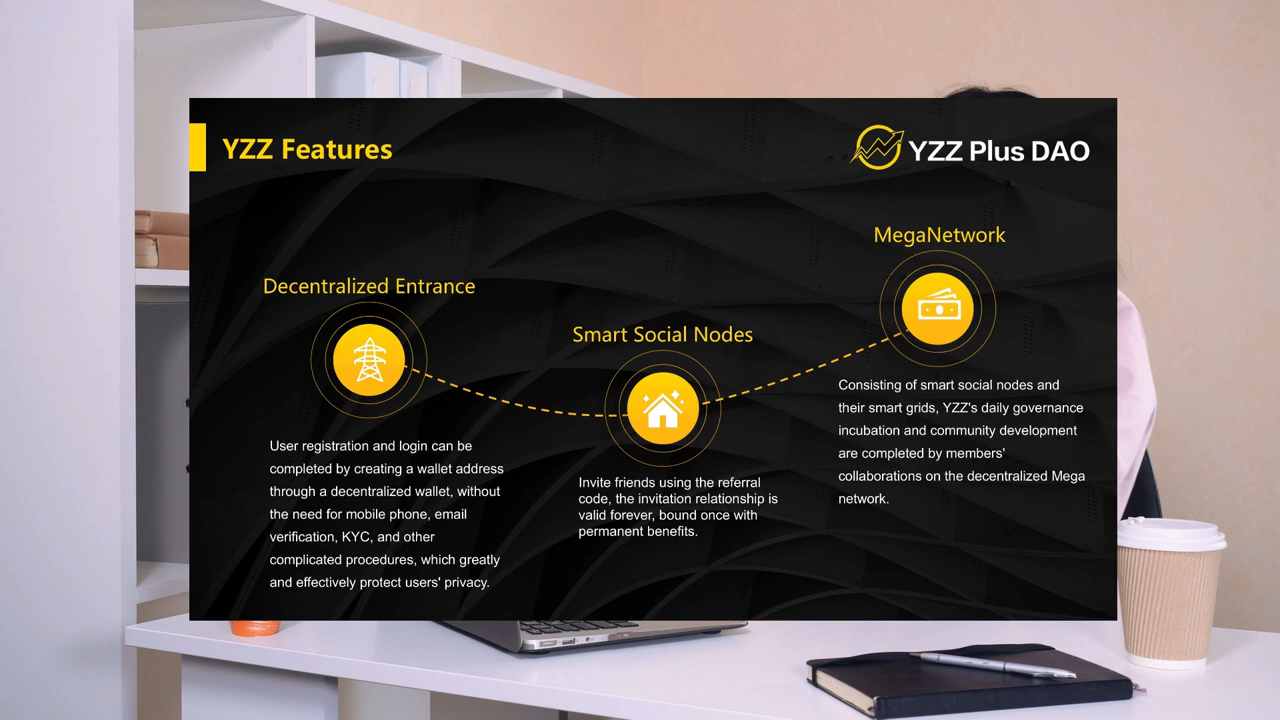 YZZ Features
YZZ Plus DAO
Decentralized Entrance
User registration and login can be
completed by creating a wallet address
through a decentralized wallet, without
the need for mobile phone, email
verification, KYC, and other
complicated procedures, which greatly
and effectively protect users' privacy.
Smart Social Nodes
Invite friends using the referral
code, the invitation relationship is
valid forever, bound once with
permanent benefits.
MegaNetwork
Consisting of smart social nodes and
their smart grids, YZZ's daily governance
incubation and community development
are completed by members'
collaborations on the decentralized Mega
network.